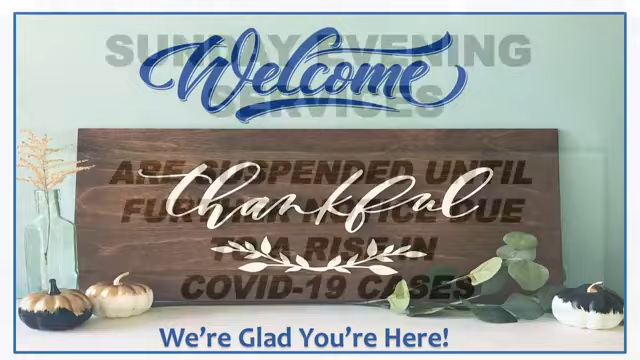 SUNDAY EVENING
Welcome
SERVICES
ARE SUSPENDED UNTIL
thankful
FURTHER NOTICE DUE
TO A RISE IN
COVID-19 CASES
We're Glad You're Here!